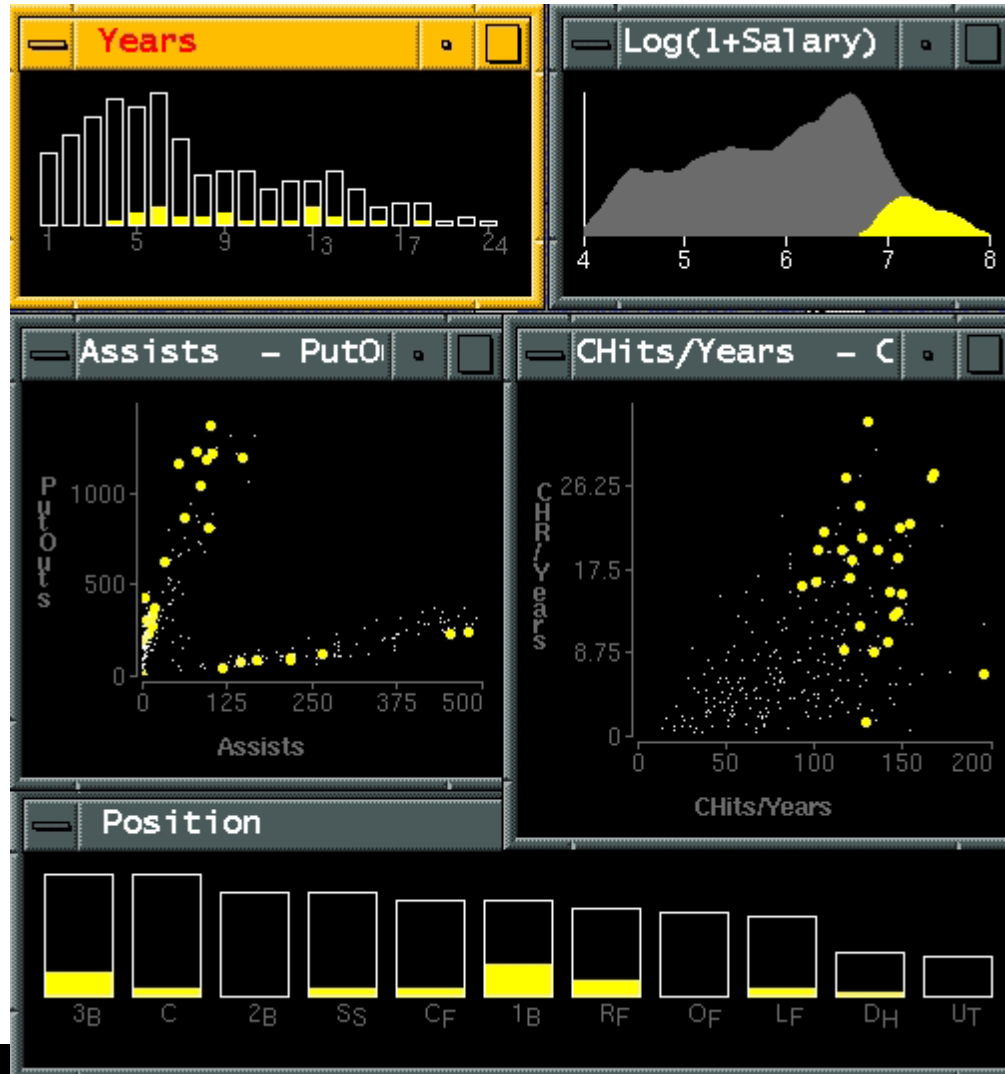 Years
Log(1+Salary)
1 5 9 13 17 24
4 5 6 7 8
Assists - PutO
CHits/Years - C
PutOuts
1000
500
0
0 125 250 375 500
Assists
CHR/Years
26.25
17.5
8.75
0
0 50 100 150 200
CHits/Years
Position
3B C 2B SS CF 1B RF OF LF DH UT